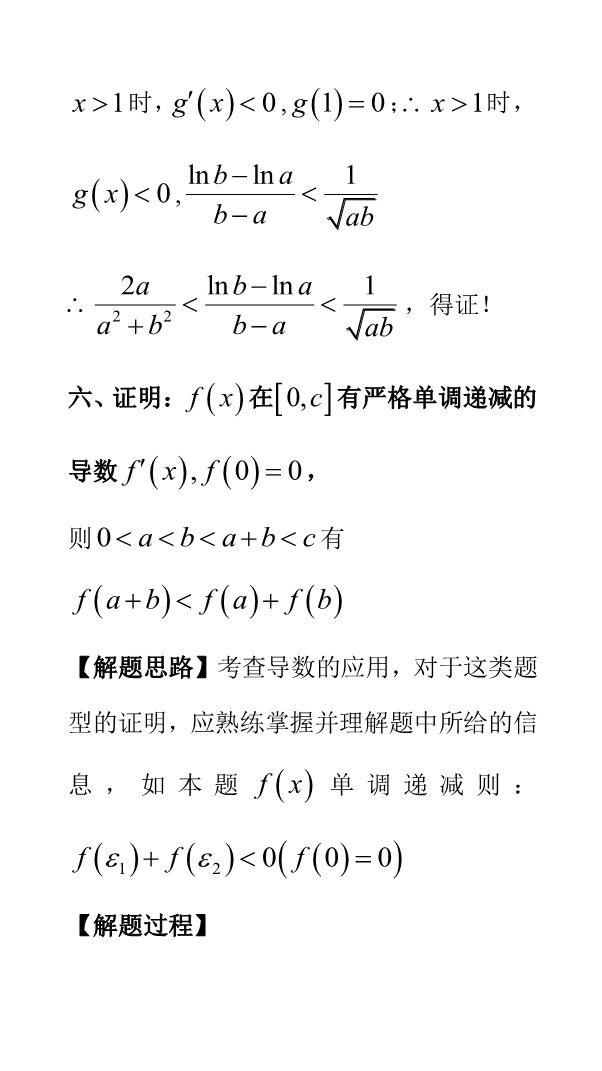 x>1时,g′(x)<0,g(1)=0;∴ x>1时,
g(x)<0,\frac{\ln b-\ln a}{b-a}<\frac{1}{\sqrt{ab}}
∴ \frac{2a}{a^2+b^2}<\frac{\ln b-\ln a}{b-a}<\frac{1}{\sqrt{ab}},得证!
六、证明:f(x)在[0,c]有严格单调递减的
导数f′(x),f(0)=0,
则0<a<b<a+b<c有
f(a+b)<f(a)+f(b)
【解题思路】考查导数的应用,对于这类题
型的证明,应熟练掌握并理解题中所给的信
息,如本题f(x)单调递减则:
f(ε₁)+f(ε₂)<0(f(0)=0)
【解题过程】